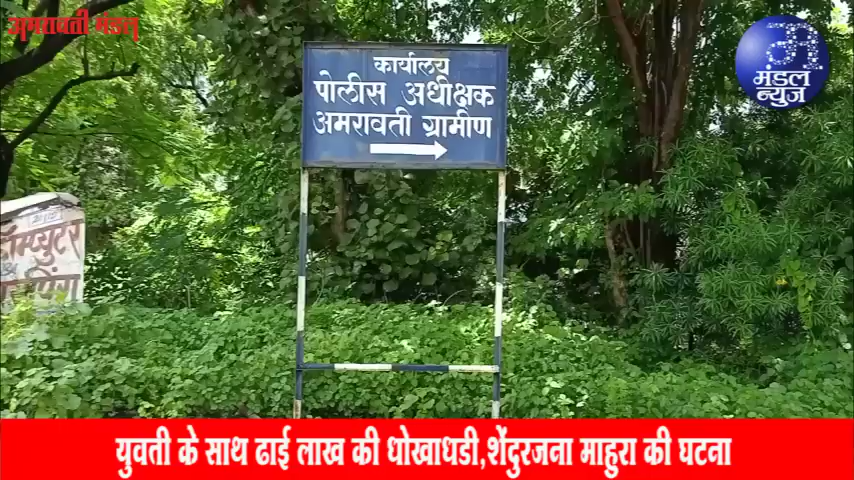 अमरावती मंडल
मंडल
न्युज
कार्यालय
पोलीस अधीक्षक
अमरावती ग्रामीण
युवती के साथ ढाई लाख की धोखाधडी,शेंदुरजना माहुरा की घटना